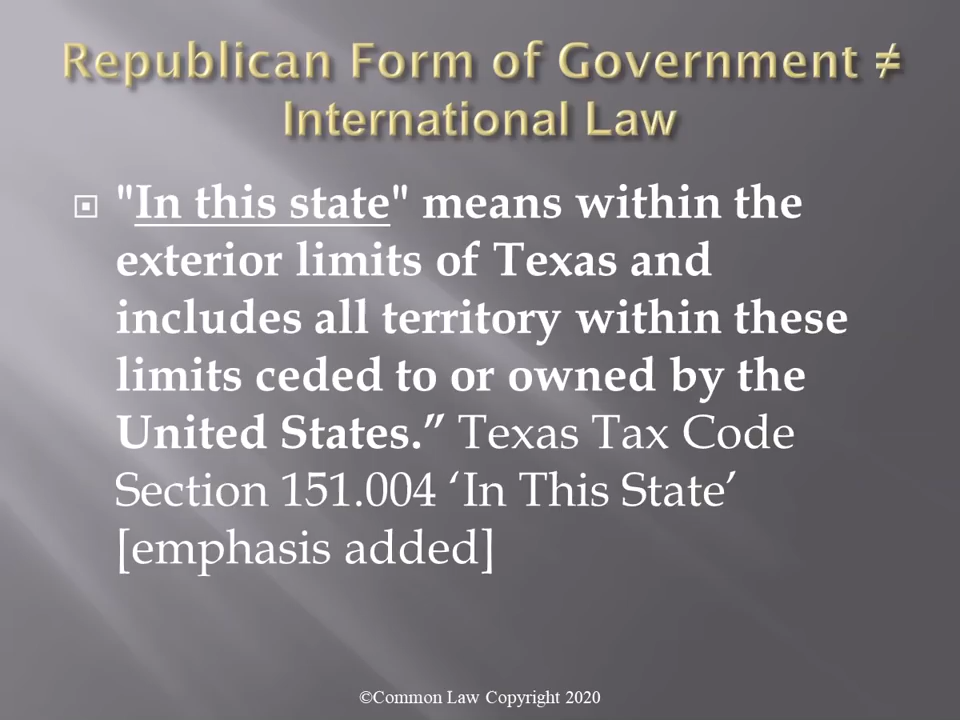 Republican Form of Government ≠
International Law
"In this state" means within the
exterior limits of Texas and
includes all territory within these
limits ceded to or owned by the
United States.” Texas Tax Code
Section 151.004 ‘In This State’
[emphasis added]
©Common Law Copyright 2020